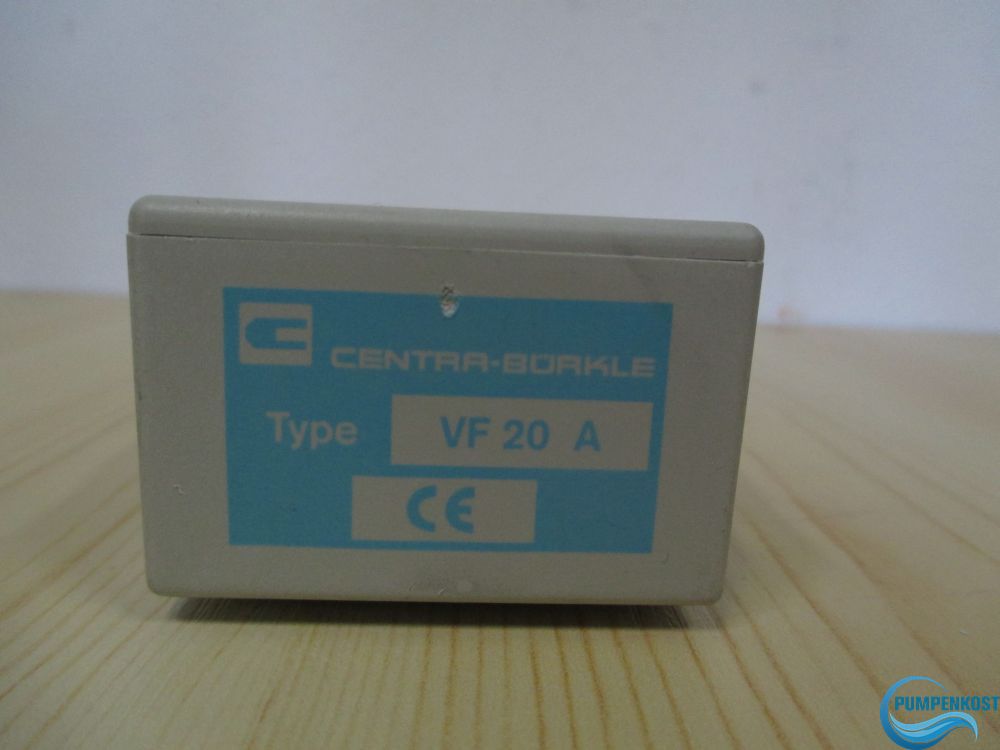 CENTRA-BÜRKLE
Type VF 20 A
CE
PUMPENKOST